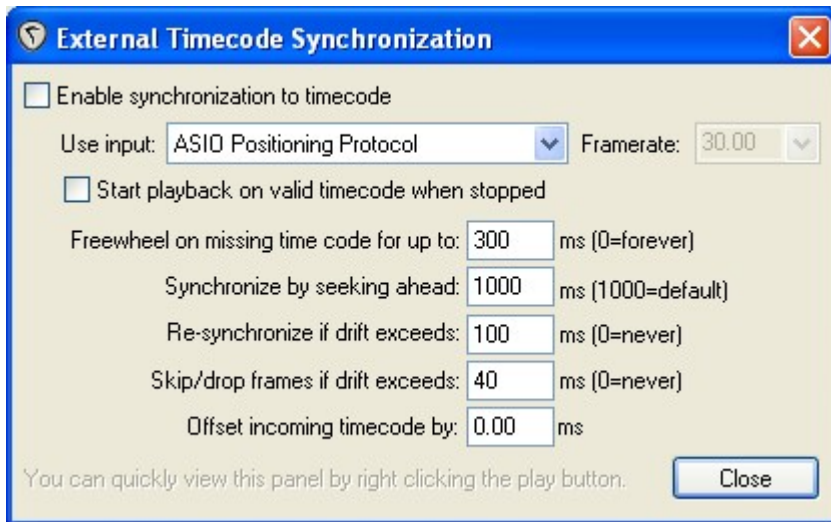 External Timecode Synchronization
Enable synchronization to timecode
Use input: ASIO Positioning Protocol Framerate: 30.00
Start playback on valid timecode when stopped
Freewheel on missing time code for up to: 300 ms (0=forever)
Synchronize by seeking ahead: 1000 ms (1000=default)
Re-synchronize if drift exceeds: 100 ms (0=never)
Skip/drop frames if drift exceeds: 40 ms (0=never)
Offset incoming timecode by: 0.00 ms
You can quickly view this panel by right clicking the play button. Close